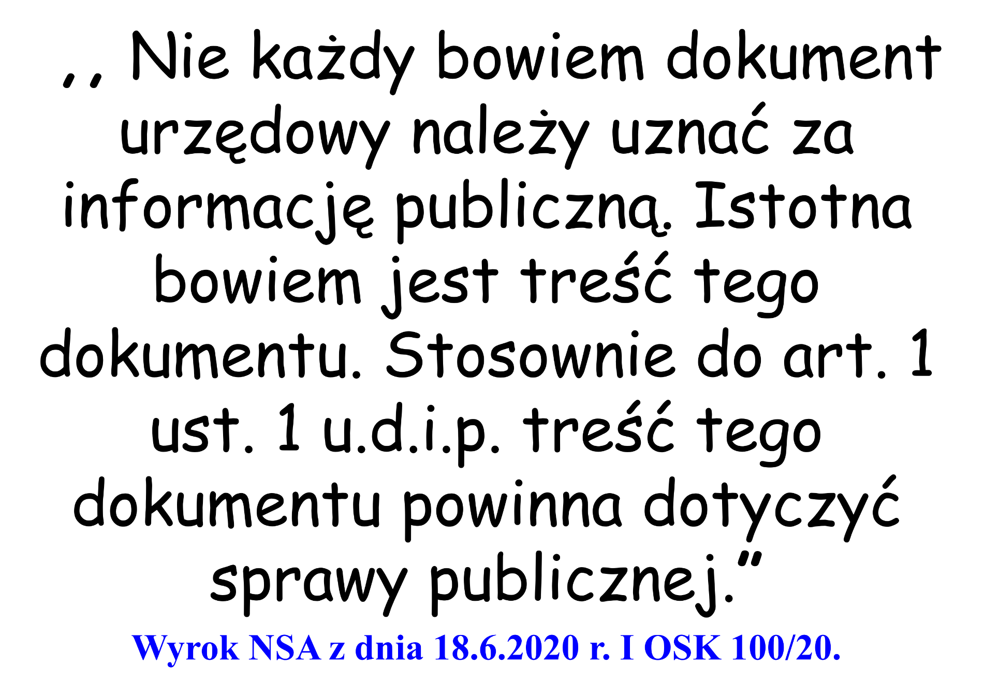 ,, Nie każdy bowiem dokument
urzędowy należy uznać za
informację publiczną. Istotna
bowiem jest treść tego
dokumentu. Stosownie do art. 1
ust. 1 u.d.i.p. treść tego
dokumentu powinna dotyczyć
sprawy publicznej.”
Wyrok NSA z dnia 18.6.2020 r. I OSK 100/20.